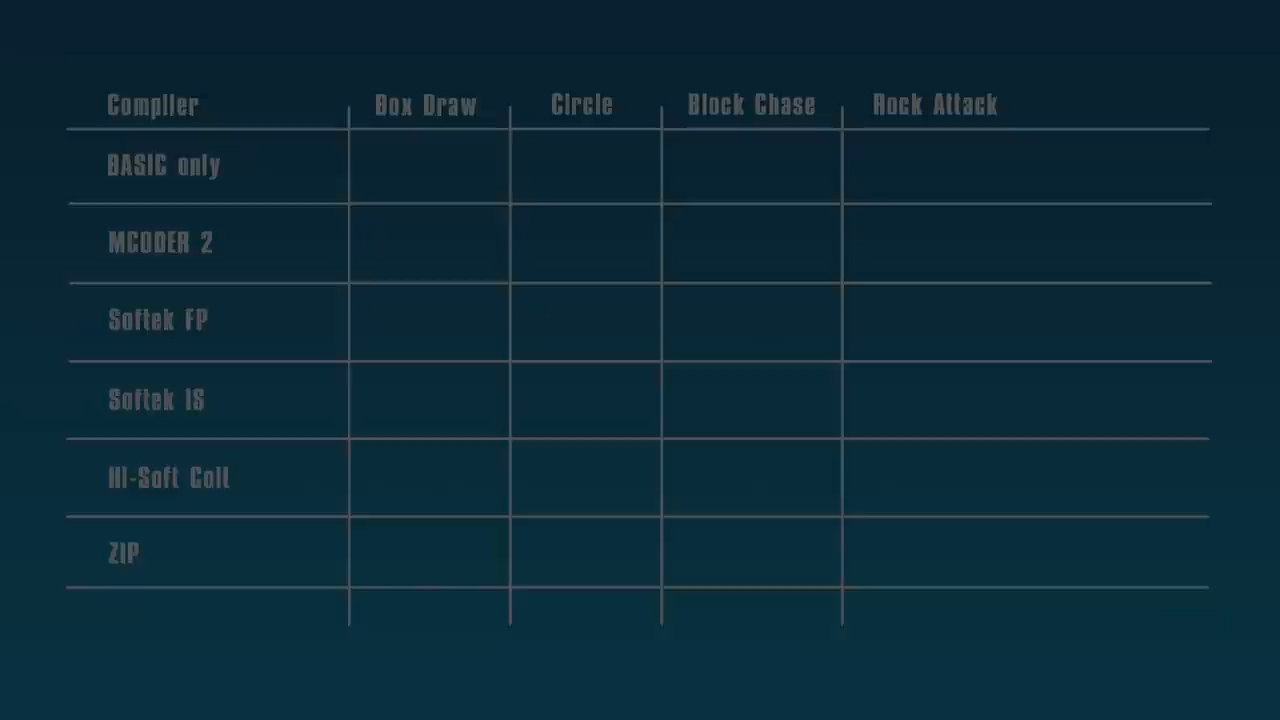 Compiler Box Draw Circle Block Chase Rock Attack
BASIC only
MCODER 2
Softek FP
Softek IS
Hi-Soft Colt
ZIP